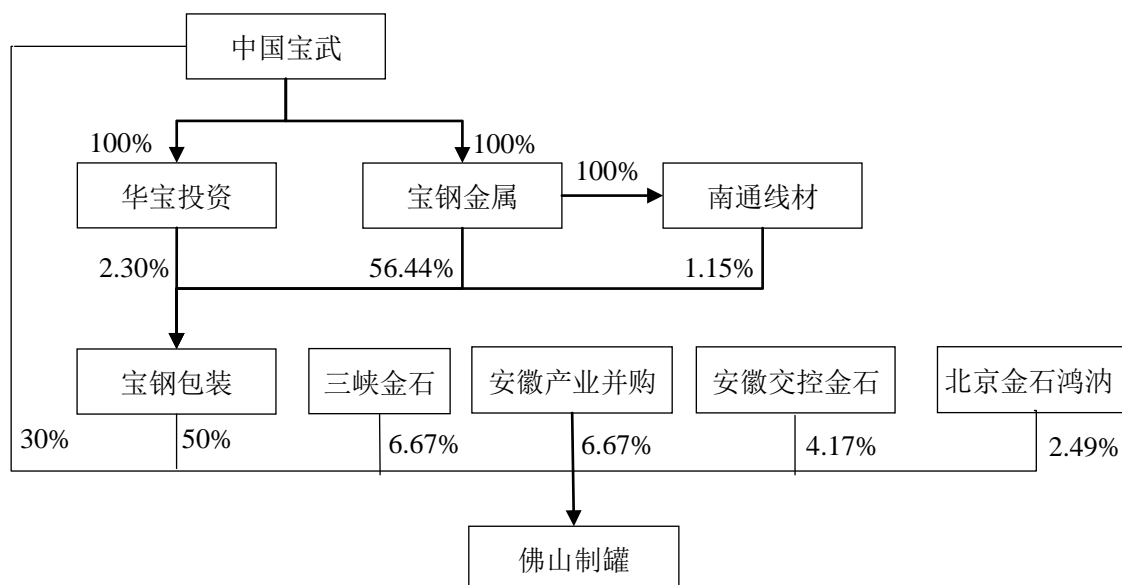 中国宝武
100%
100%
100%
华宝投资
宝钢金属
南通线材
2.30%
56.44%
1.15%
宝钢包装
三峡金石
安徽产业并购
安徽交控金石
北京金石鸿汭
30%
50%
6.67%
6.67%
4.17%
2.49%
佛山制罐